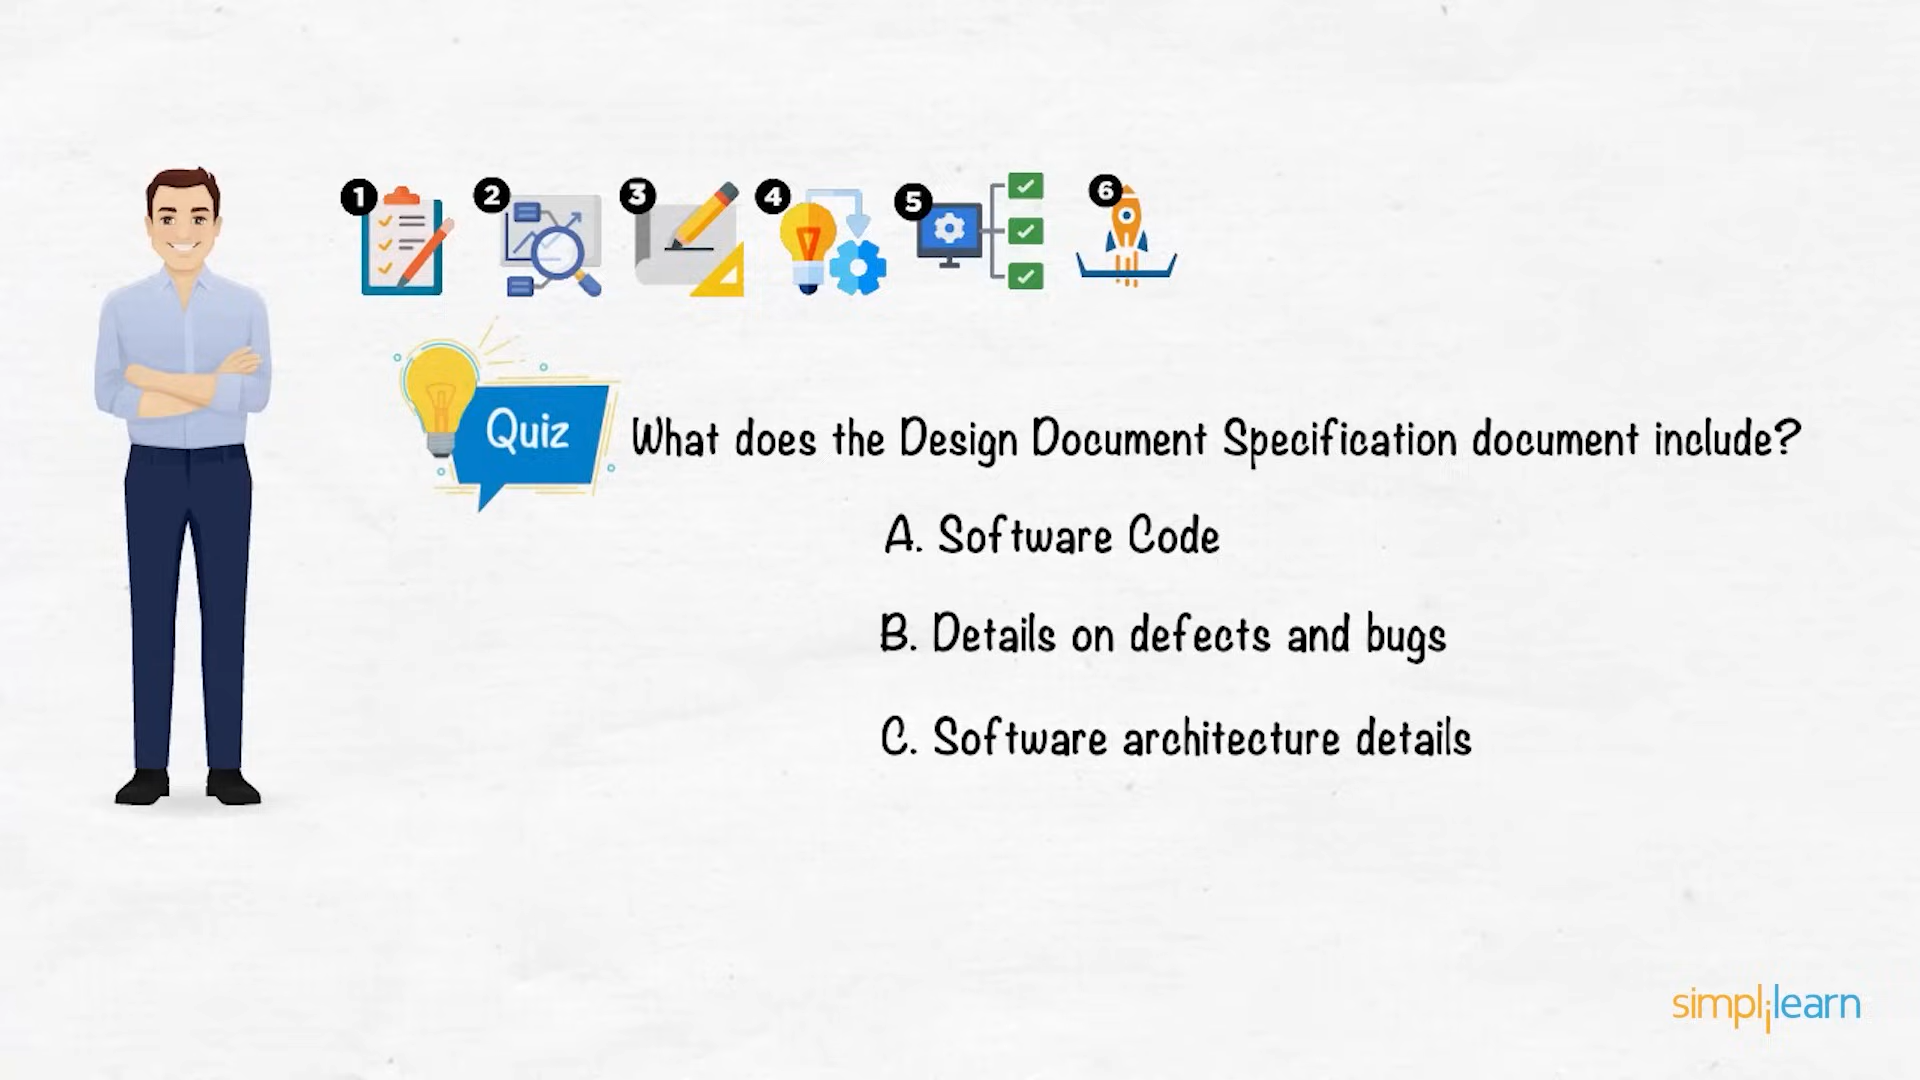 1 2 3 4 5 6
Quiz
What does the Design Document Specification document include?
A. Software Code
B. Details on defects and bugs
C. Software architecture details
simplilearn